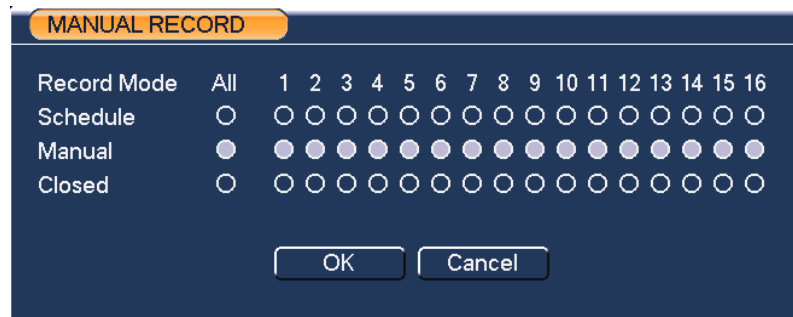 MANUAL RECORD
Record Mode All 1 2 3 4 5 6 7 8 9 10 11 12 13 14 15 16
Schedule
Manual
Closed
OK Cancel